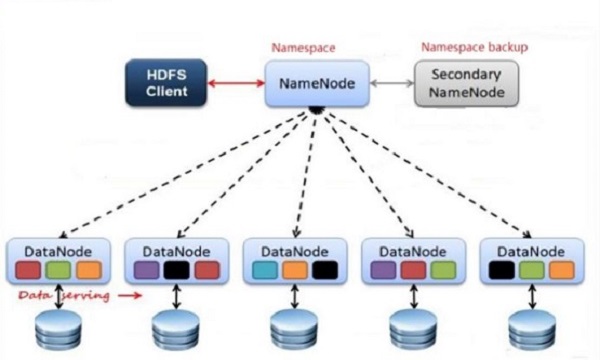 Namespace
Namespace backup
HDFS
Client
NameNode
Secondary
NameNode
DataNode
DataNode
DataNode
DataNode
DataNode
Data serving